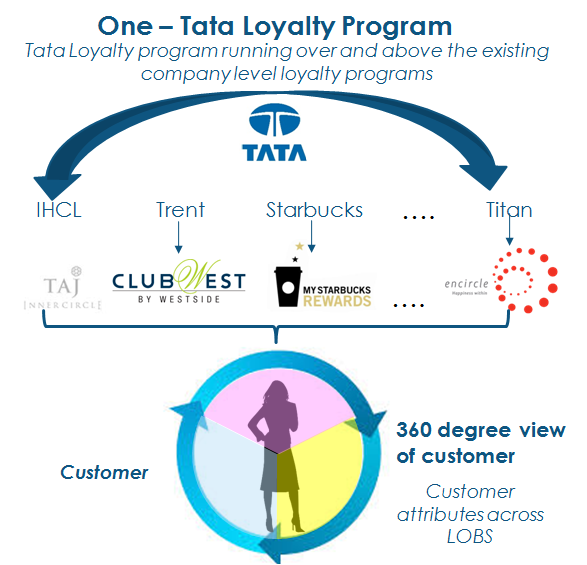 One – Tata Loyalty Program
Tata Loyalty program running over and above the existing
company level loyalty programs
TATA
IHCL Trent Starbucks .... Titan
TAJ
[INNERCIRCLE]
CLUBWEST
BY WESTSIDE
MY STARBUCKS
REWARDS
....
encircle
Happiness within
360 degree view
of customer
Customer
Customer
attributes across
LOBS